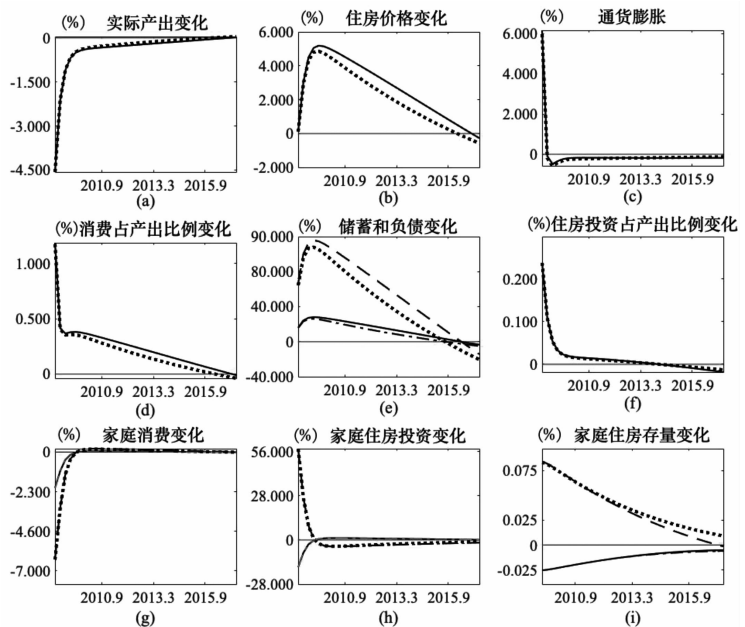 (%) 实际产出变化
0
-1.500
-3.000
-4.500
2010.9 2013.3 2015.9
(a)
(%) 住房价格变化
6.000
4.000
2.000
0
-2.000
2010.9 2013.3 2015.9
(b)
(%) 通货膨胀
6.000
2.000
0
2010.9 2013.3 2015.9
(c)
(%)消费占产出比例变化
1.000
0.500
0
2010.9 2013.3 2015.9
(d)
(%) 储蓄和负债变化
90.000
80.000
40.000
0
-40.000
2010.9 2013.3 2015.9
(e)
(%)住房投资占产出比例变化
0.200
0.100
0
2010.9 2013.3 2015.9
(f)
(%) 家庭消费变化
0
-2.300
-4.600
-7.000
2010.9 2013.3 2015.9
(g)
(%) 家庭住房投资变化
56.000
28.000
0
-28.000
2010.9 2013.3 2015.9
(h)
(%) 家庭住房存量变化
0.075
0.025
0
-0.025
2010.9 2013.3 2015.9
(i)